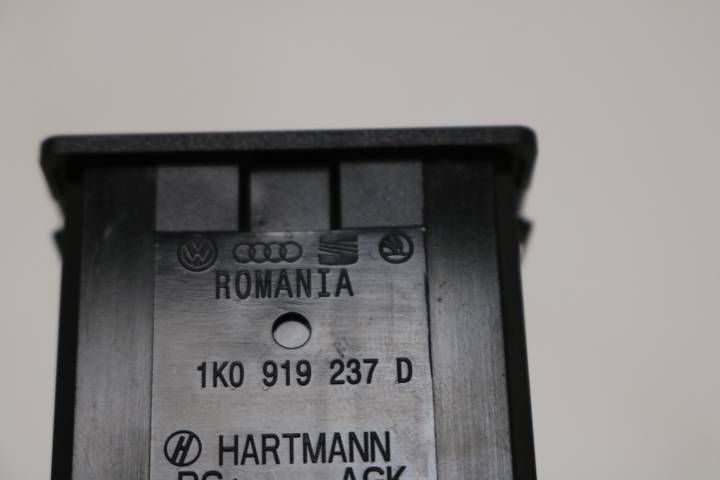 ROMANIA
1K0 919 237 D
HARTMANN